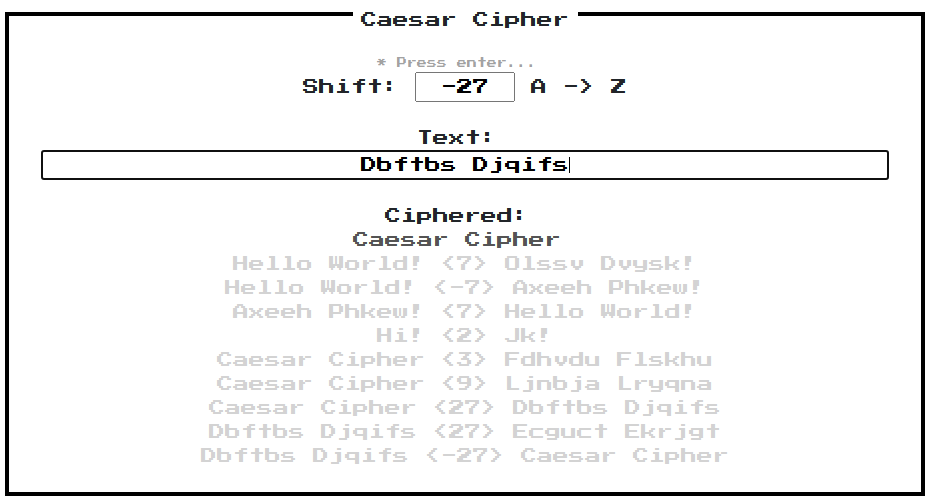 Caesar Cipher
* Press enter...
Shift: -27 A -> Z
Text:
Dbftbs Djqifs
Ciphered:
Caesar Cipher
Hello World! <7> Olssv Dvysk!
Hello World! <-7> Axeeh Phkew!
Axeeh Phkew! <7> Hello World!
Hi! <2> Jk!
Caesar Cipher <3> Fdhvdu Flskhu
Caesar Cipher <9> Ljnbja Lryqna
Caesar Cipher <27> Dbftbs Djqifs
Dbftbs Djqifs <27> Ecguct Ekrjgt
Dbftbs Djqifs <-27> Caesar Cipher